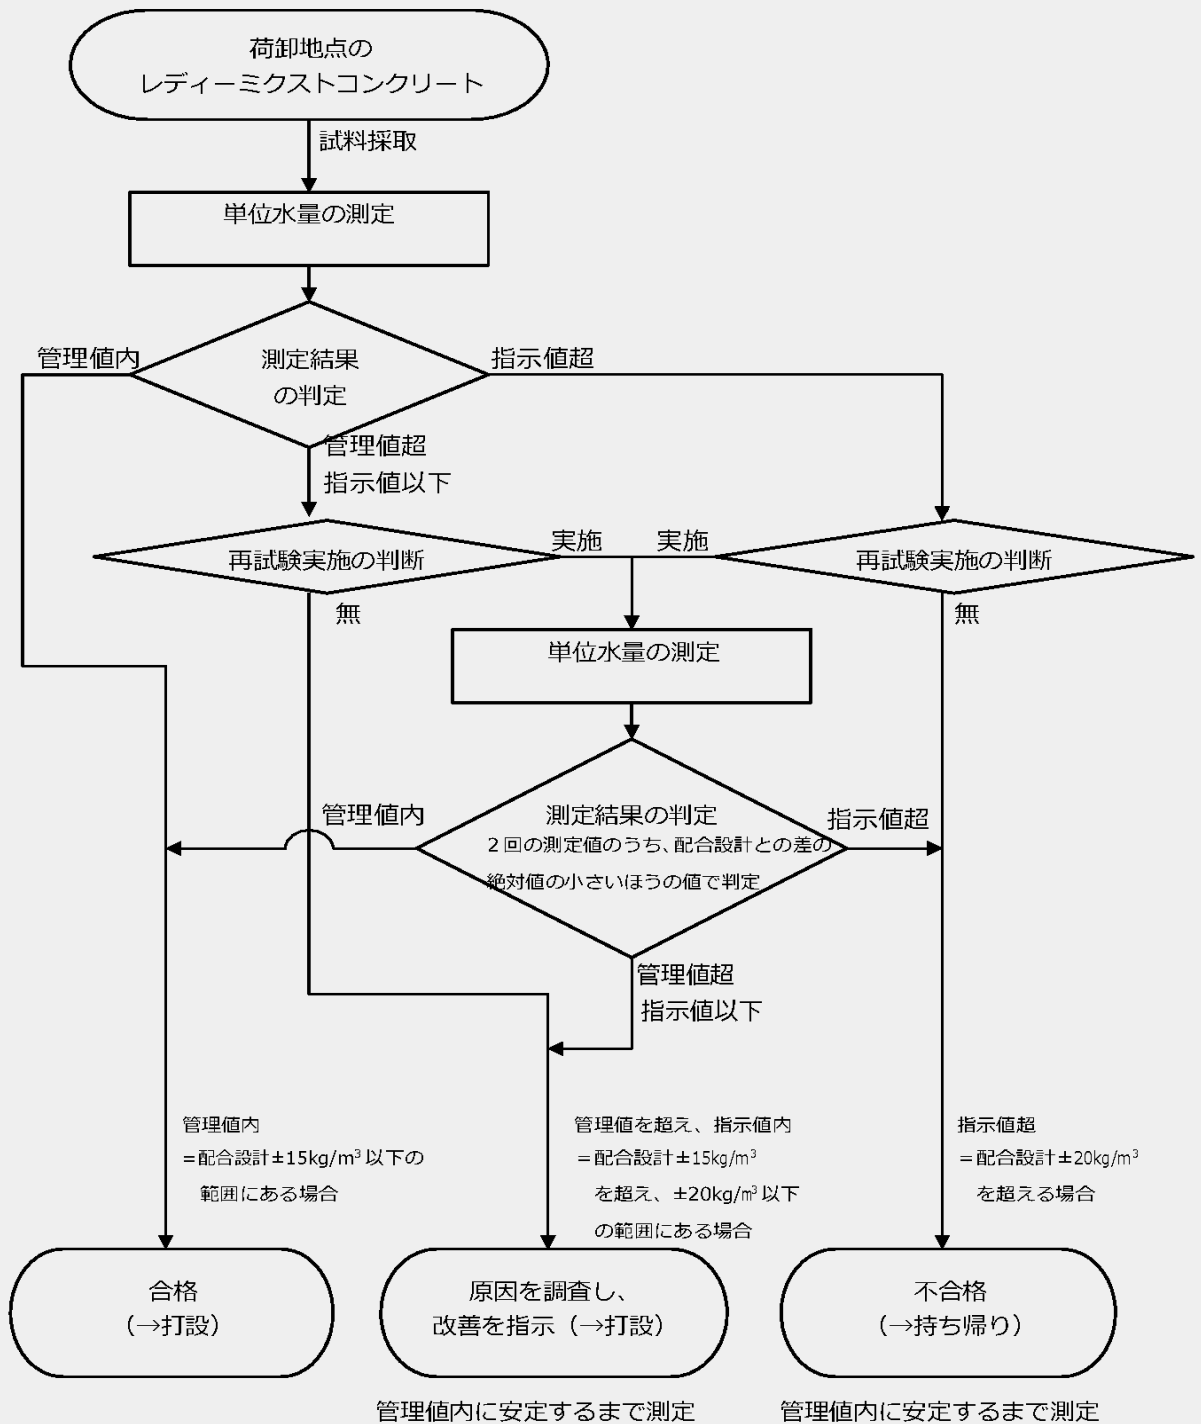 荷卸地点の
レディーミクストコンクリート
試料採取
単位水量の測定
管理値内
測定結果
の判定
指示値超
管理値超
指示値以下
再試験実施の判断
実施
実施
再試験実施の判断
無
無
単位水量の測定
管理値内
測定結果の判定
2回の測定値のうち、配合設計との差の
絶対値の小さいほうの値で判定
指示値超
管理値超
指示値以下
管理値内
=配合設計±15kg/m³以下の
範囲にある場合
管理値を超え、指示値内
=配合設計±15kg/m³
を超え、±20kg/m³以下
の範囲にある場合
指示値超
=配合設計±20kg/m³
を超える場合
合格
(→打設)
原因を調査し、
改善を指示(→打設)
不合格
(→持ち帰り)
管理値内に安定するまで測定
管理値内に安定するまで測定